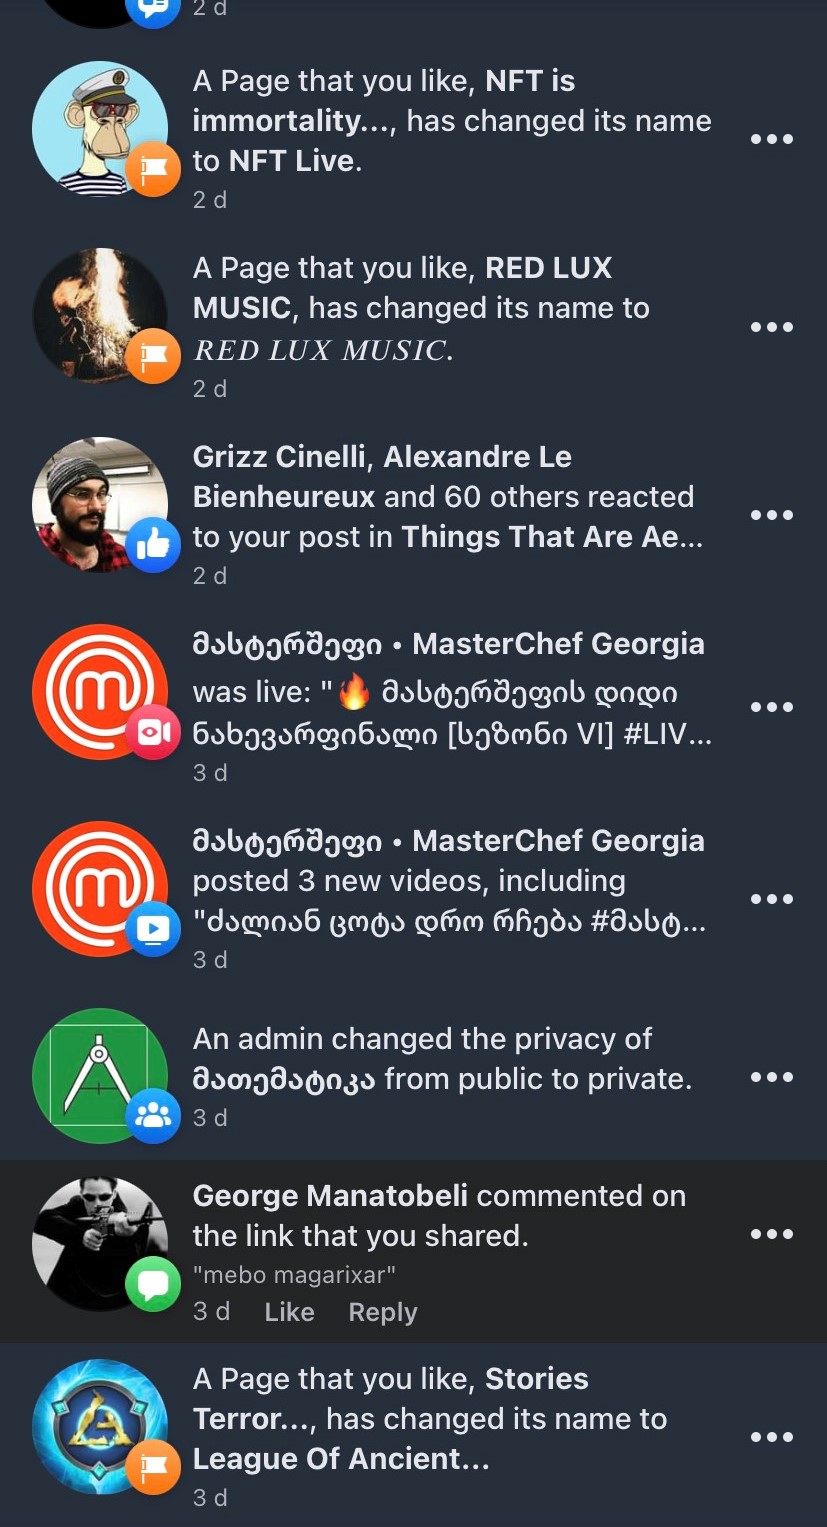 2 d
A Page that you like, NFT is
immortality..., has changed its name
to NFT Live.
2 d
A Page that you like, RED LUX
MUSIC, has changed its name to
RED LUX MUSIC.
2 d
Grizz Cinelli, Alexandre Le
Bienheureux and 60 others reacted
to your post in Things That Are Ae...
2 d
მასტერშეფი • MasterChef Georgia
was live: "🔥 მასტერშეფის დიდი
ნახევარფინალი [სეზონი VI] #LIV...
3 d
მასტერშეფი • MasterChef Georgia
posted 3 new videos, including
"ძალიან ცოტა დრო რჩება #მასტ...
3 d
An admin changed the privacy of
მათემატიკა from public to private.
3 d
George Manatobeli commented on
the link that you shared.
"mebo magarixar"
3 d Like Reply
A Page that you like, Stories
Terror..., has changed its name to
League Of Ancient...
3 d